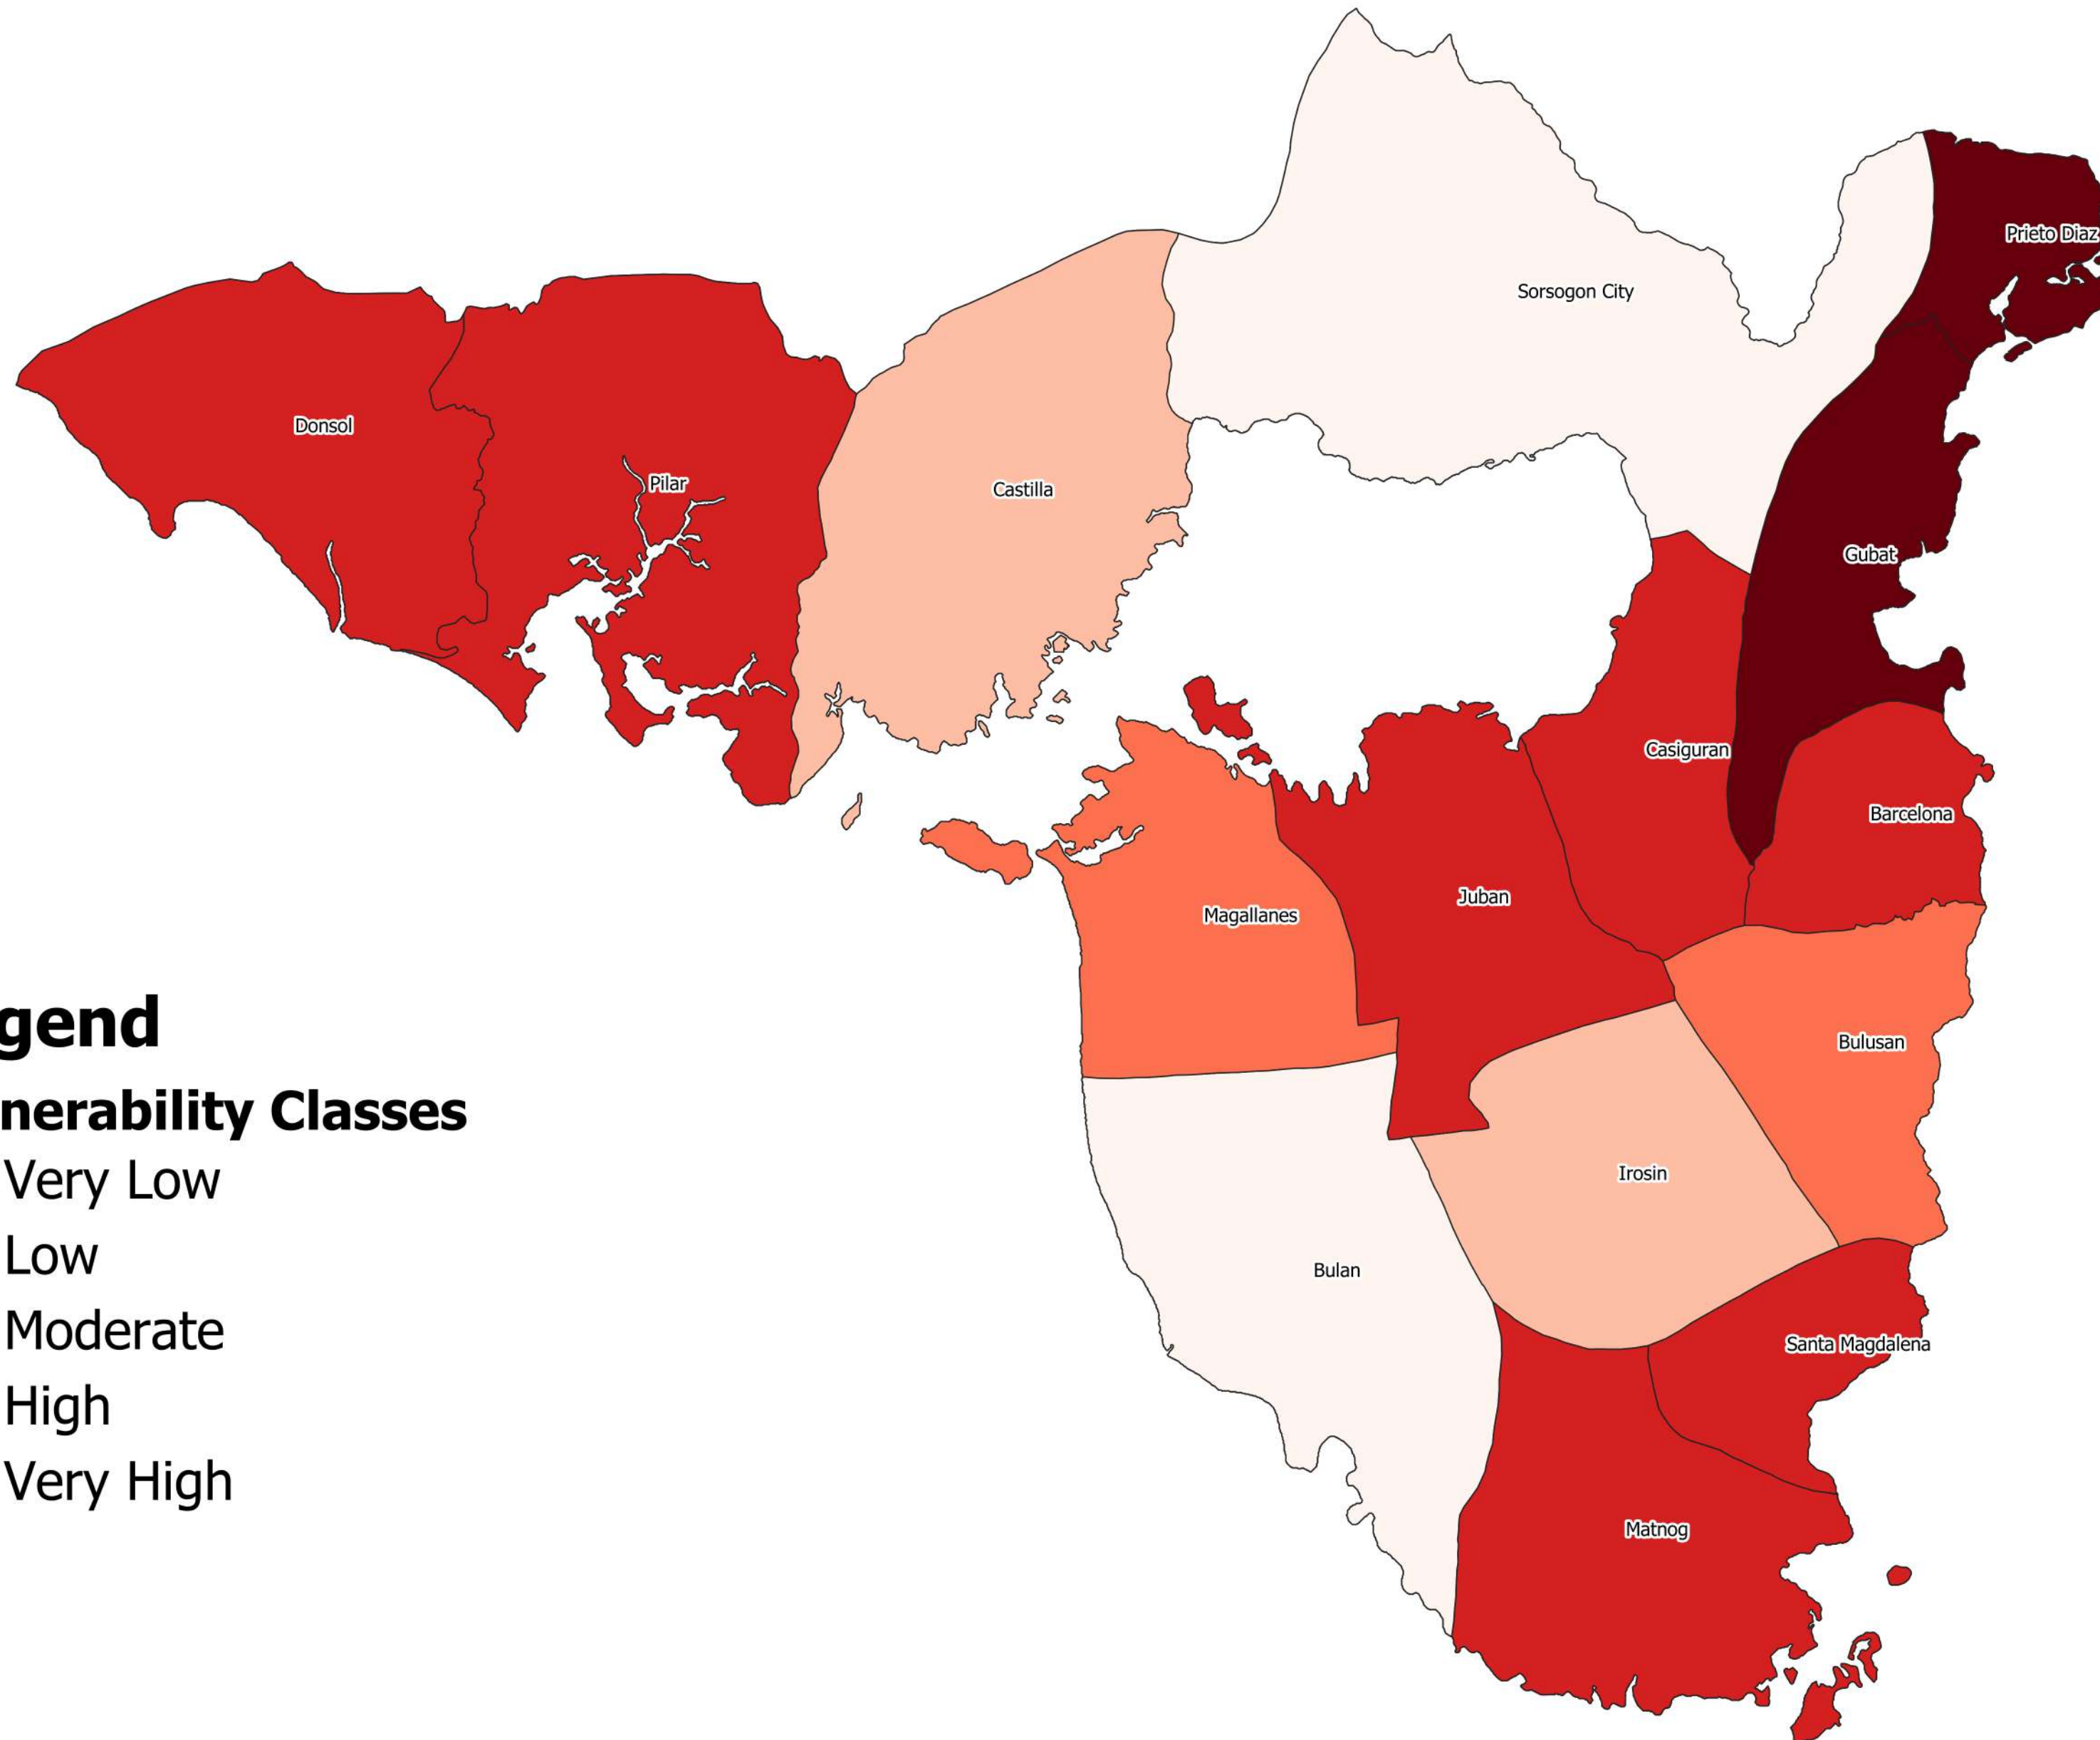 Prieto Diaz
Sorsogon City
Donsol
Pilar
Castilla
Gubat
Casiguran
Barcelona
Juban
Magallanes
gend
Bulusan
nerability Classes
Very Low
Irosin
Low
Bulan
Moderate
Santa Magdalena
High
Very High
Matnog